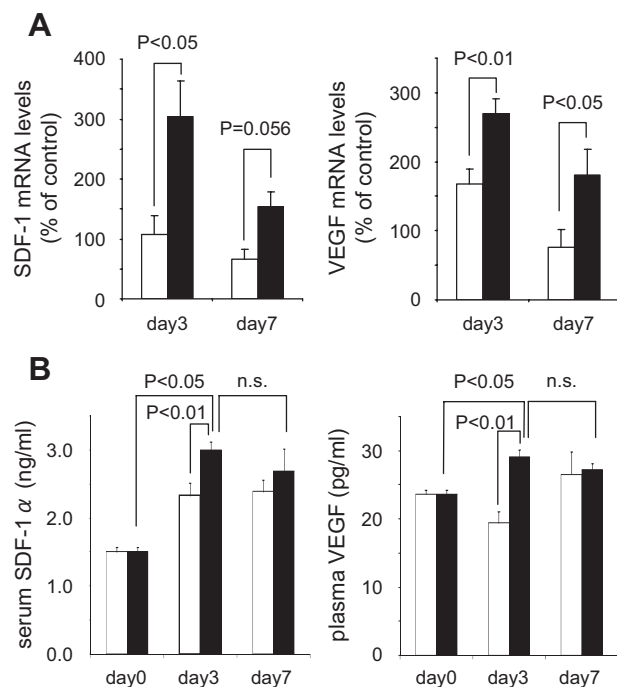 A
P<0.05
P=0.056
SDF-1 mRNA levels
(% of control)
400
300
200
100
0
day3 day7
P<0.01
P<0.05
VEGF mRNA levels
(% of control)
300
200
100
0
day3 day7
B
P<0.05 n.s.
P<0.01
serum SDF-1 α (ng/ml)
3.0
2.0
1.0
0.0
day0 day3 day7
P<0.05 n.s.
P<0.01
plasma VEGF (pg/ml)
30
20
10
0
day0 day3 day7